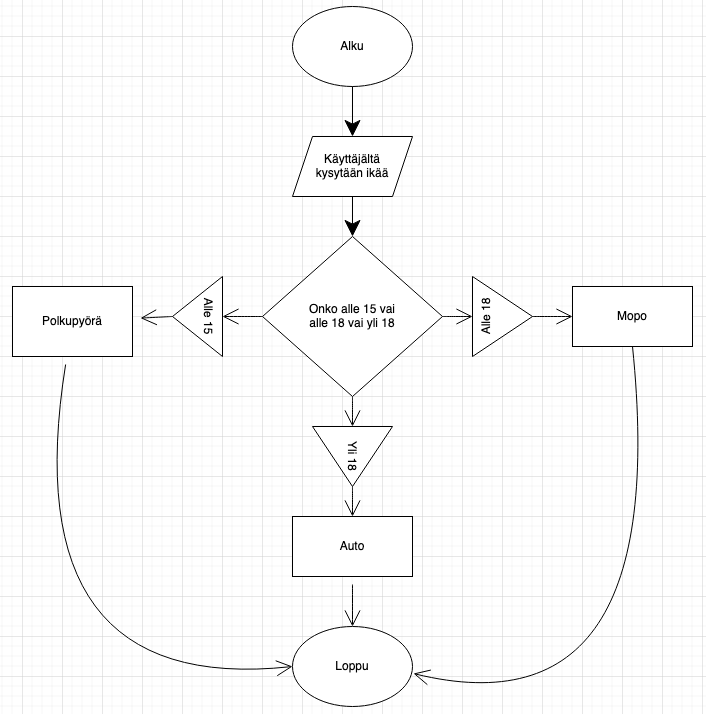 Alku
Käyttäjältä
kysytään ikää
Onko alle 15 vai
alle 18 vai yli 18
Alle 15
Polkupyörä
Alle 18
Mopo
Yli 18
Auto
Loppu